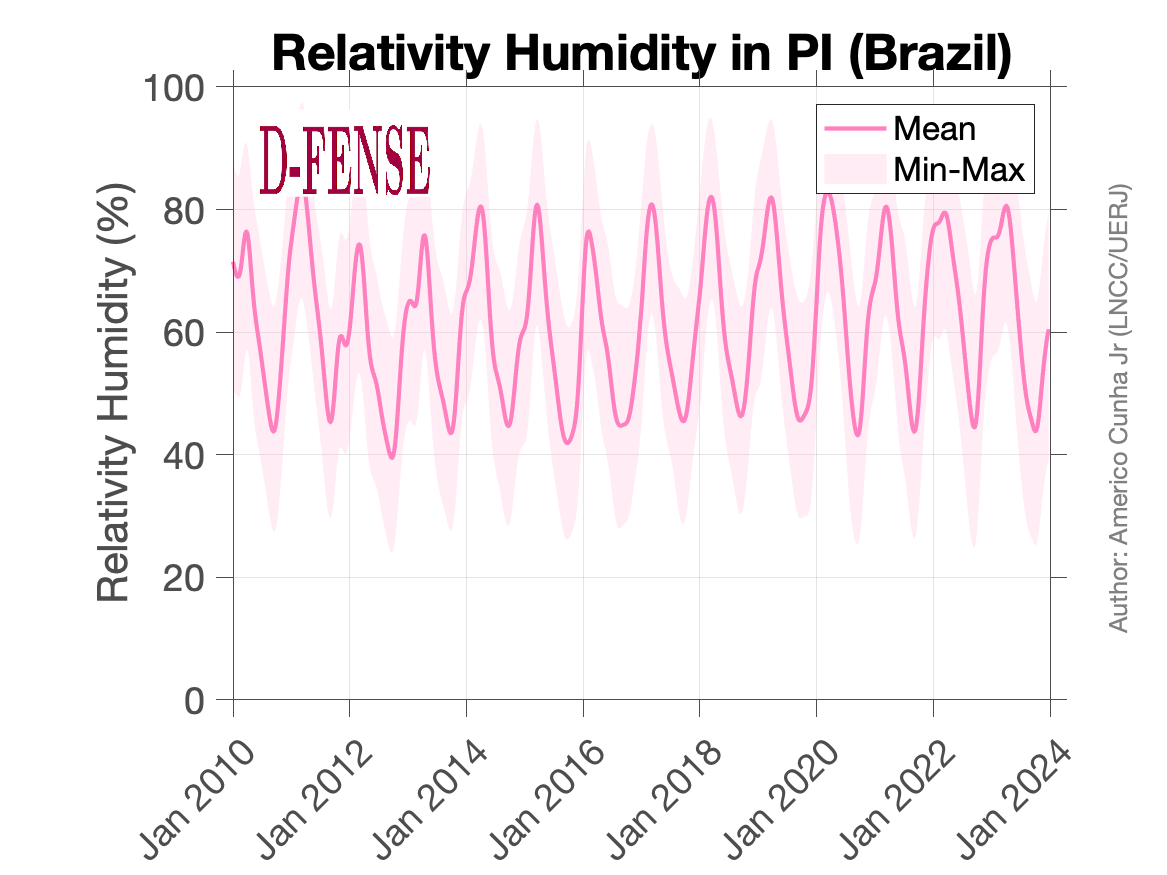 Relativity Humidity in PI (Brazil)
D-FENSE
Mean
Min-Max
Relativity Humidity (%)
100
80
60
40
20
0
Jan 2010
Jan 2012
Jan 2014
Jan 2016
Jan 2018
Jan 2020
Jan 2022
Jan 2024
Author: Americo Cunha Jr (LNCC/UERJ)